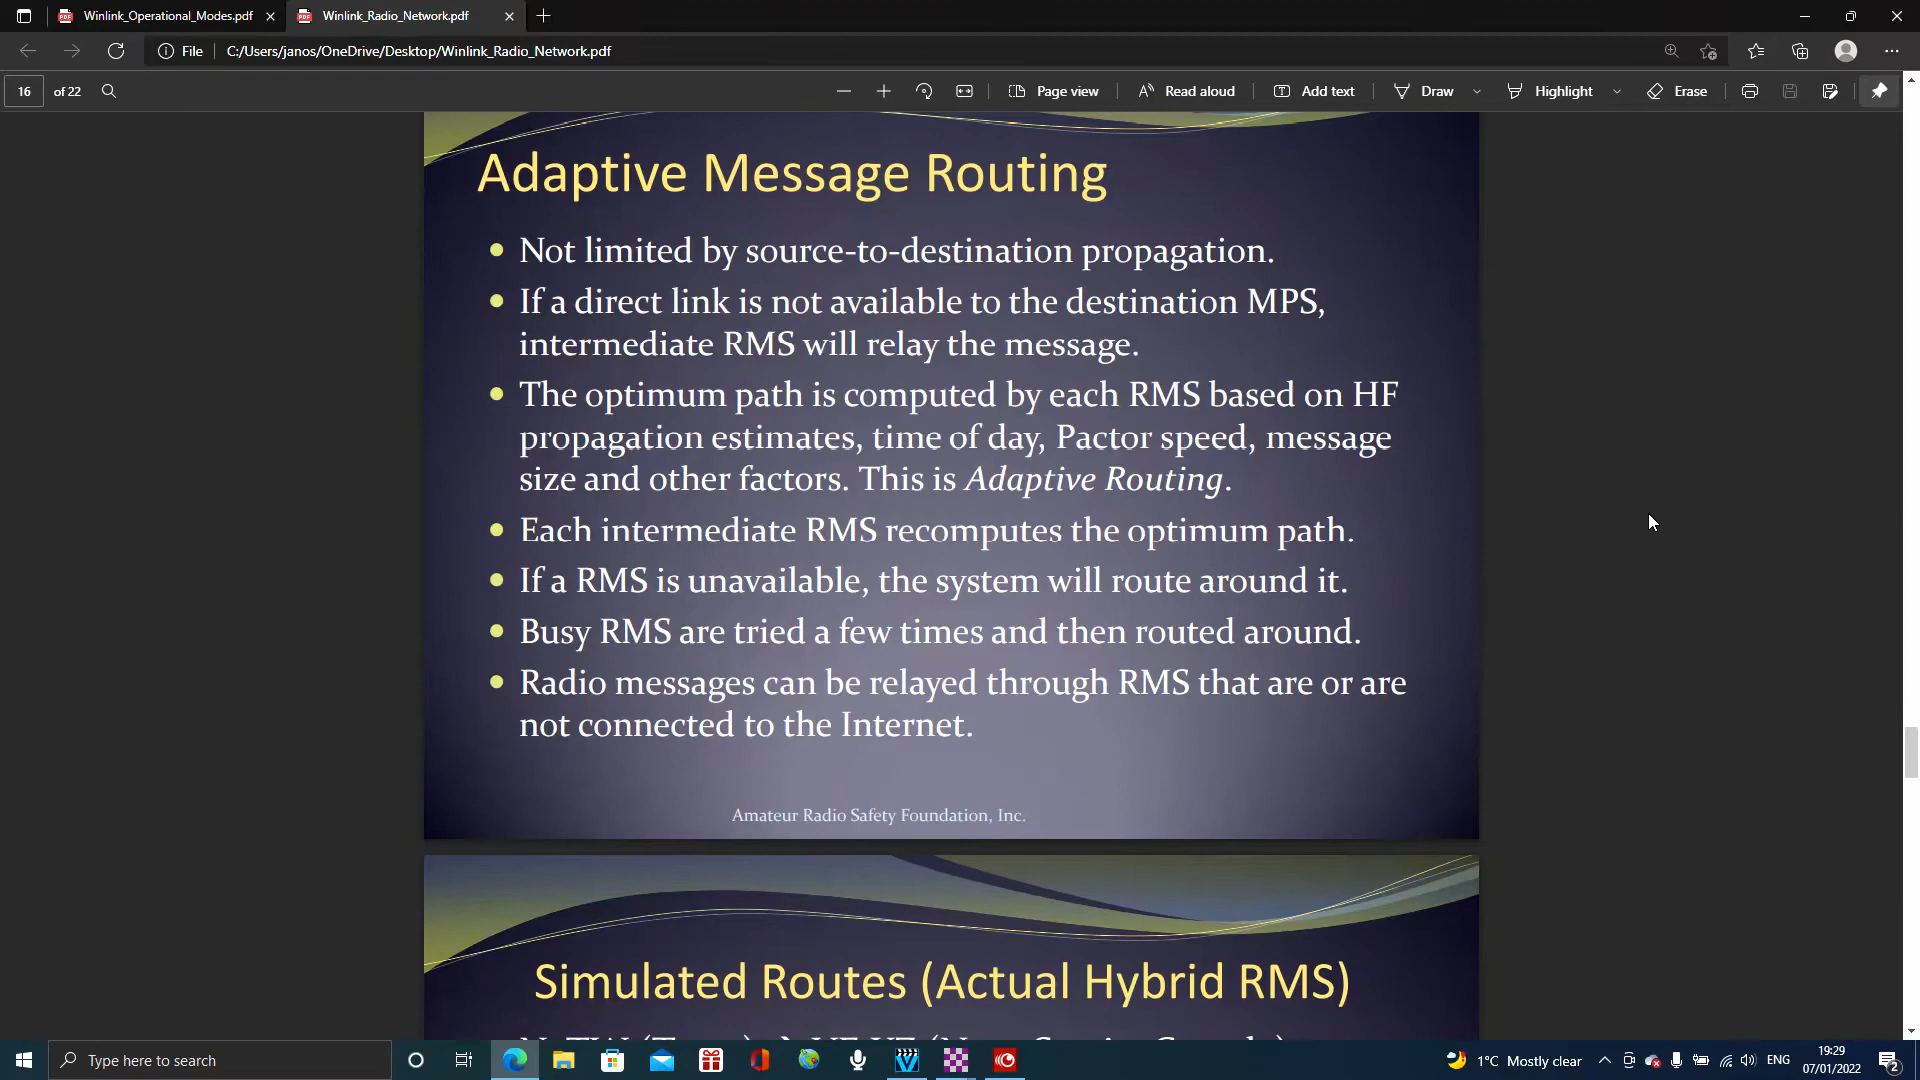 Winlink_Operational_Modes.pdf
Winlink_Radio_Network.pdf
File
C:/Users/janos/OneDrive/Desktop/Winlink_Radio_Network.pdf
16 of 22
Page view
Read aloud
Add text
Draw
Highlight
Erase
Adaptive Message Routing
Not limited by source-to-destination propagation.
If a direct link is not available to the destination MPS,
intermediate RMS will relay the message.
The optimum path is computed by each RMS based on HF
propagation estimates, time of day, Pactor speed, message
size and other factors. This is Adaptive Routing.
Each intermediate RMS recomputes the optimum path.
If a RMS is unavailable, the system will route around it.
Busy RMS are tried a few times and then routed around.
Radio messages can be relayed through RMS that are or are
not connected to the Internet.
Amateur Radio Safety Foundation, Inc.
Simulated Routes (Actual Hybrid RMS)
Type here to search
1°C Mostly clear
ENG
19:29
07/01/2022
2